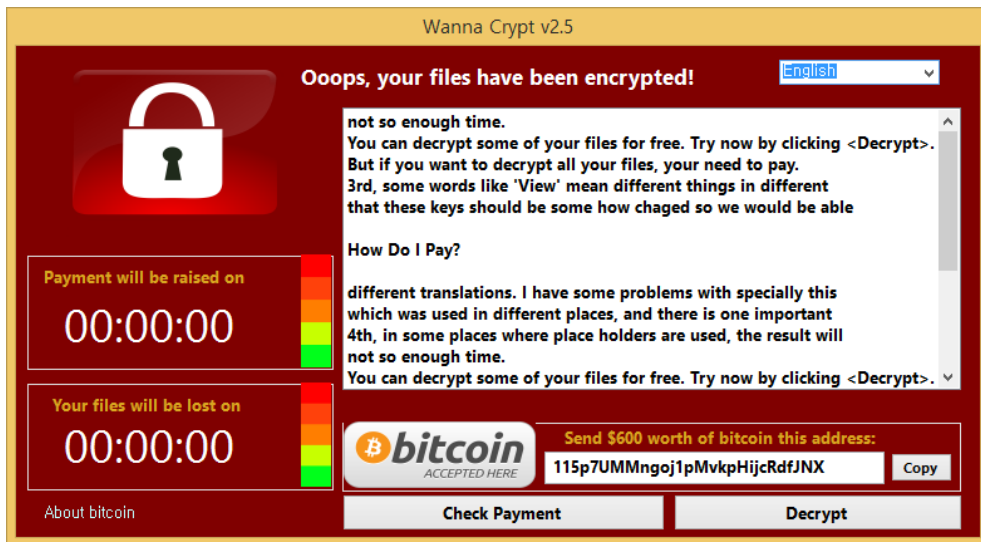 Wanna Crypt v2.5
Ooops, your files have been encrypted!
English
not so enough time.
You can decrypt some of your files for free. Try now by clicking <Decrypt>.
But if you want to decrypt all your files, your need to pay.
3rd, some words like 'View' mean different things in different
that these keys should be some how chaged so we would be able
How Do I Pay?
different translations. I have some problems with specially this
which was used in different places, and there is one important
4th, in some places where place holders are used, the result will
not so enough time.
You can decrypt some of your files for free. Try now by clicking <Decrypt>.
Payment will be raised on
00:00:00
Your files will be lost on
00:00:00
bitcoin
ACCEPTED HERE
Send $600 worth of bitcoin this address:
115p7UMMngoj1pMvkpHijcRdfJNX
Copy
About bitcoin
Check Payment
Decrypt